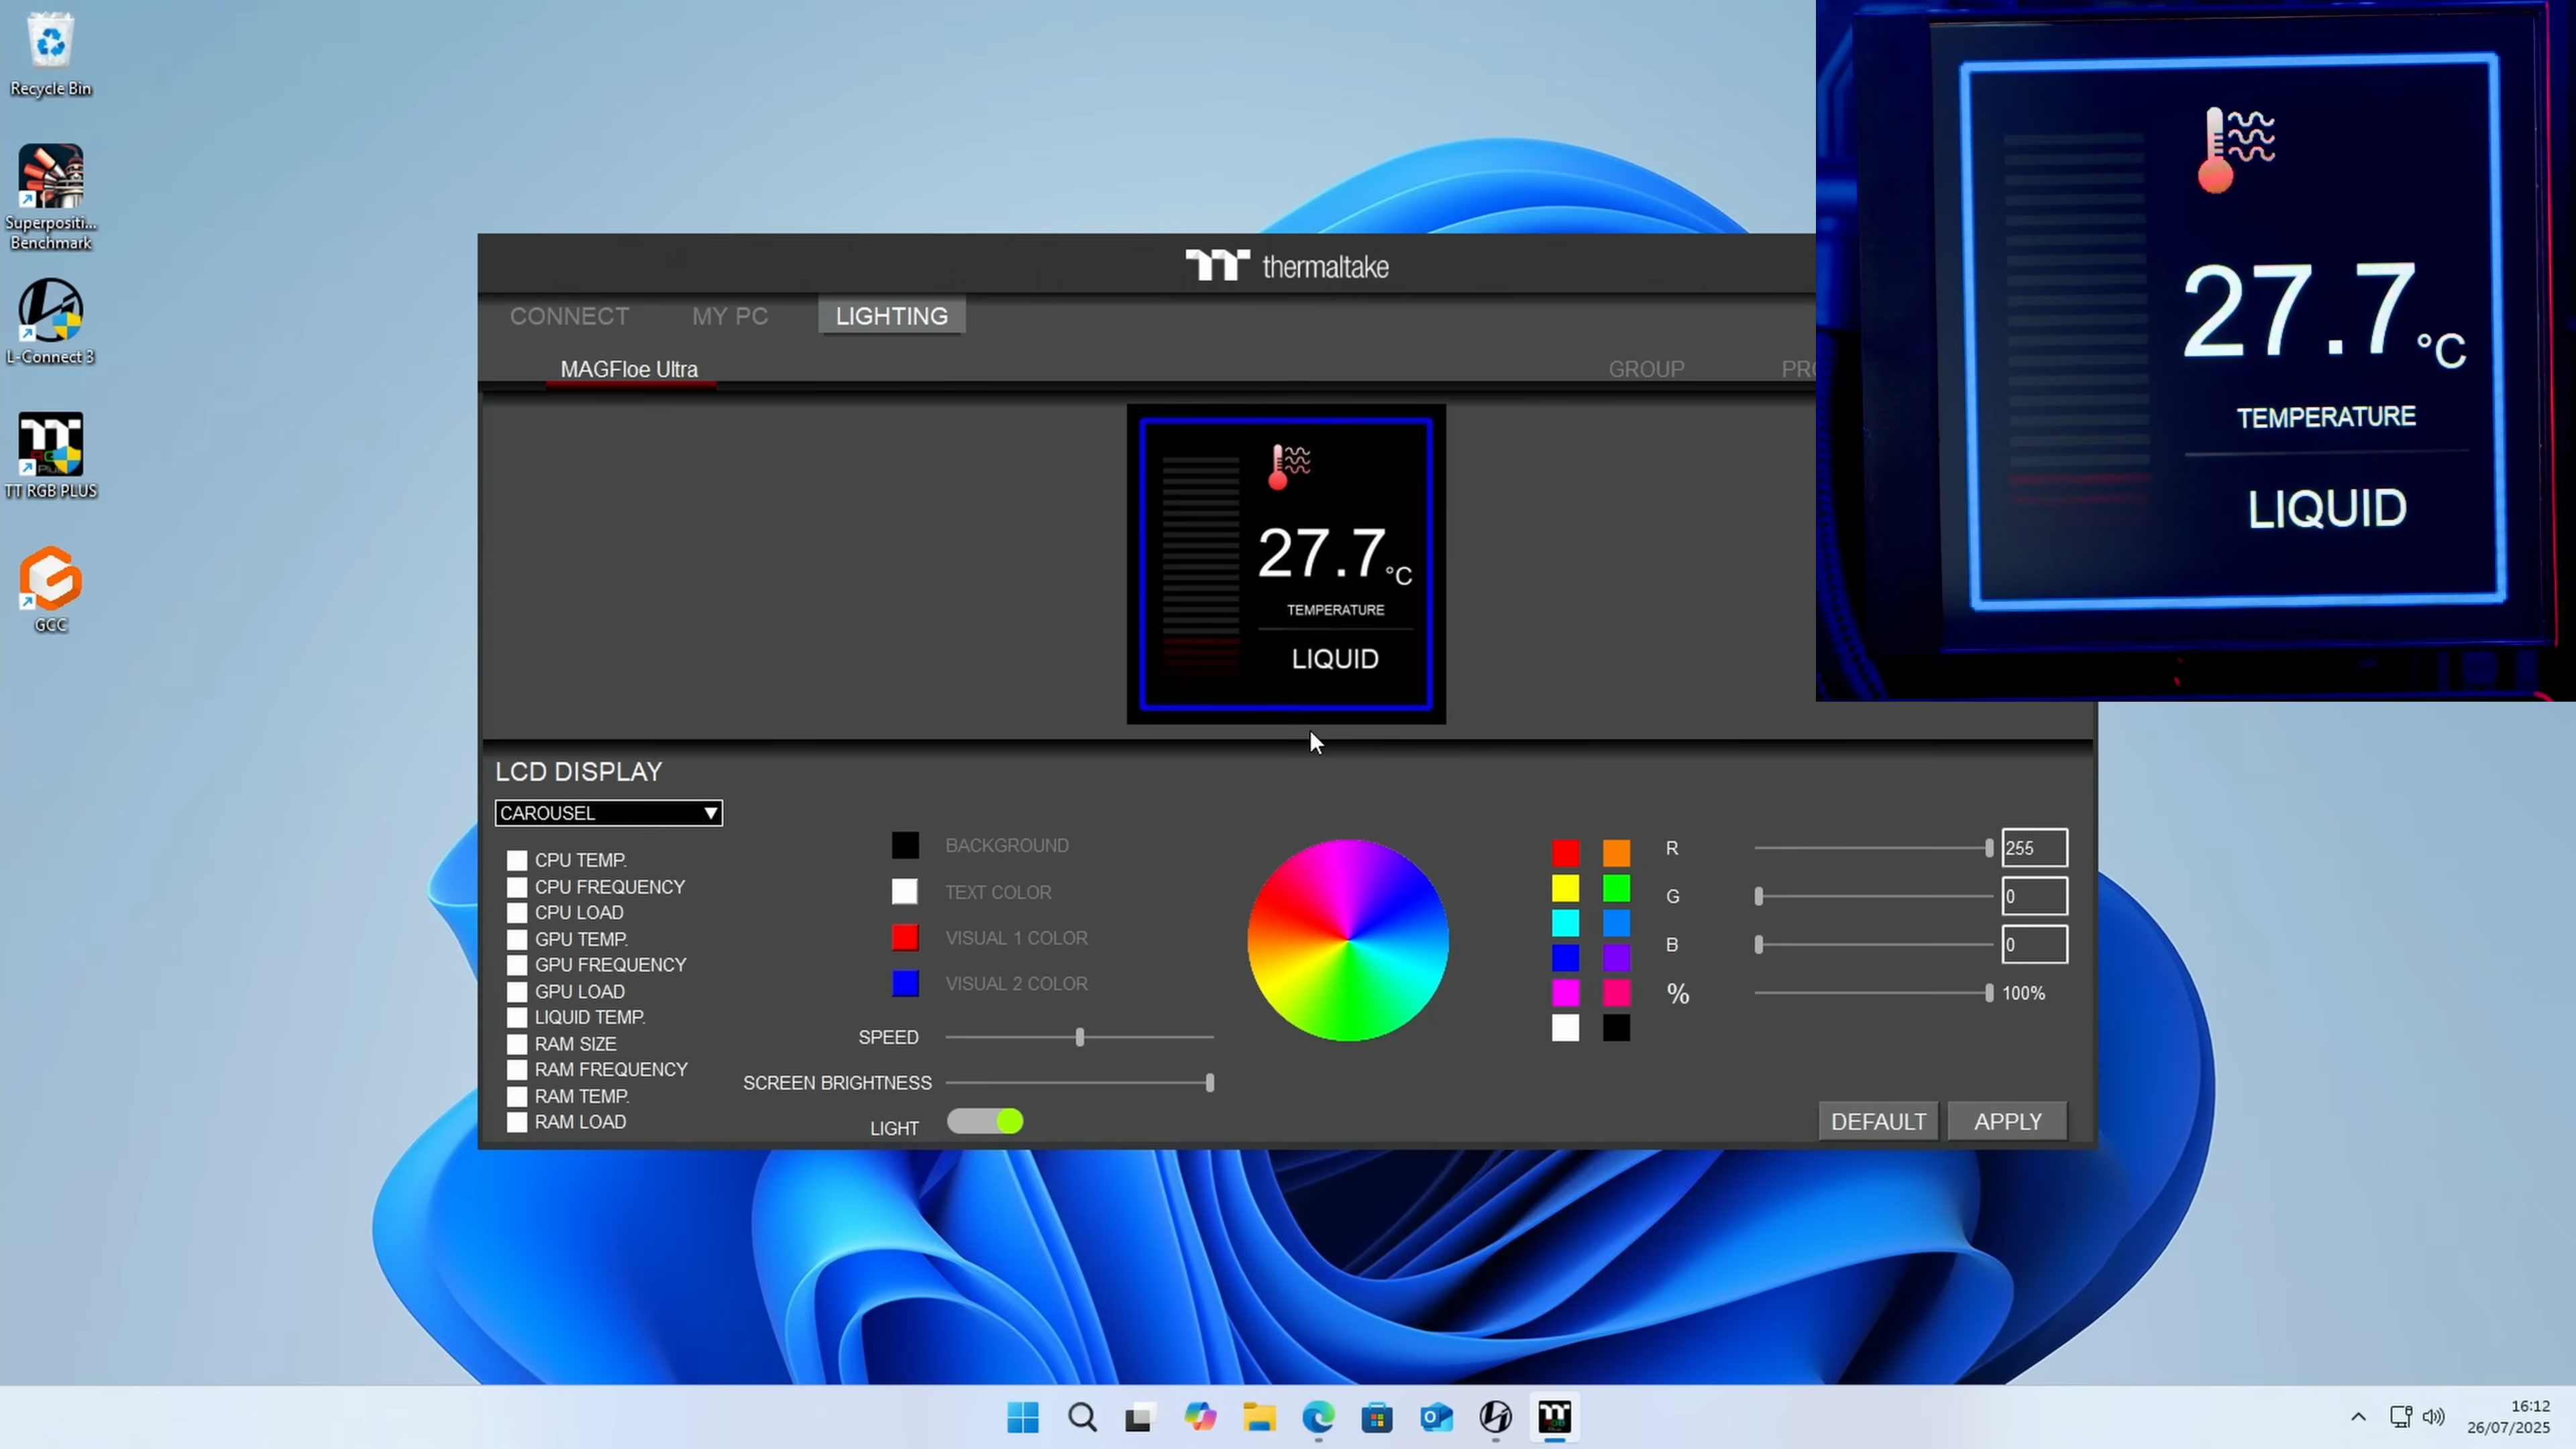 Recycle Bin
Superpositi...
Benchmark
L-Connect 3
TT RGB PLUS
GCC
thermaltake
CONNECT
MY PC
LIGHTING
MAGFloe Ultra
GROUP
27.7 °C
TEMPERATURE
LIQUID
27.7 °C
TEMPERATURE
LIQUID
LCD DISPLAY
CAROUSEL
CPU TEMP.
CPU FREQUENCY
CPU LOAD
GPU TEMP.
GPU FREQUENCY
GPU LOAD
LIQUID TEMP.
RAM SIZE
RAM FREQUENCY
RAM TEMP.
RAM LOAD
BACKGROUND
TEXT COLOR
VISUAL 1 COLOR
VISUAL 2 COLOR
SPEED
SCREEN BRIGHTNESS
LIGHT
R 255
G 0
B 0
% 100%
DEFAULT
APPLY
16:12
26/07/2025